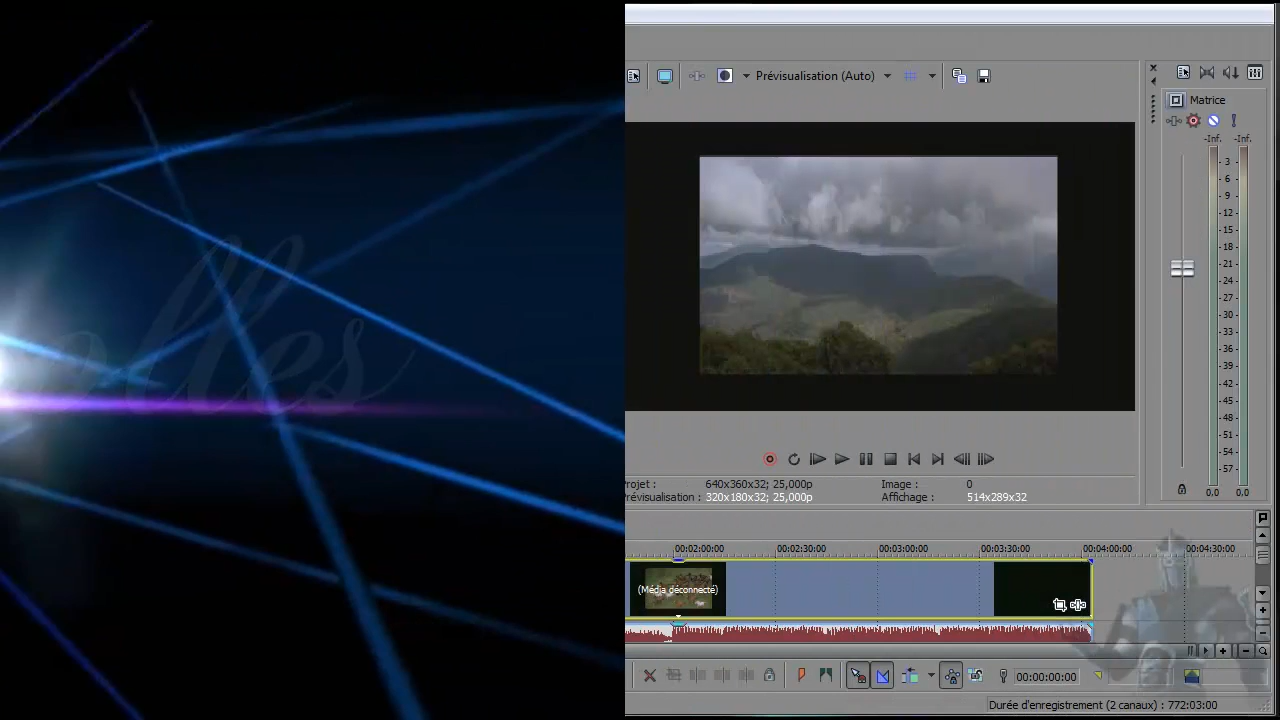 olles
Prévisualisation (Auto)
Matrice
-Inf. -Inf.
3
6
9
12
15
18
21
24
27
30
33
36
39
42
45
48
51
54
57
0.0 0.0
rojet : 640x360x32; 25,000p Image : 0
révisualisation : 320x180x32; 25,000p Affichage : 514x289x32
00:02:00:00 00:02:30:00 00:03:00:00 00:03:30:00 00:04:00:00 00:04:30:00
(Média déconnecté)
00:00:00:00
Durée d'enregistrement (2 canaux) : 772:03:00